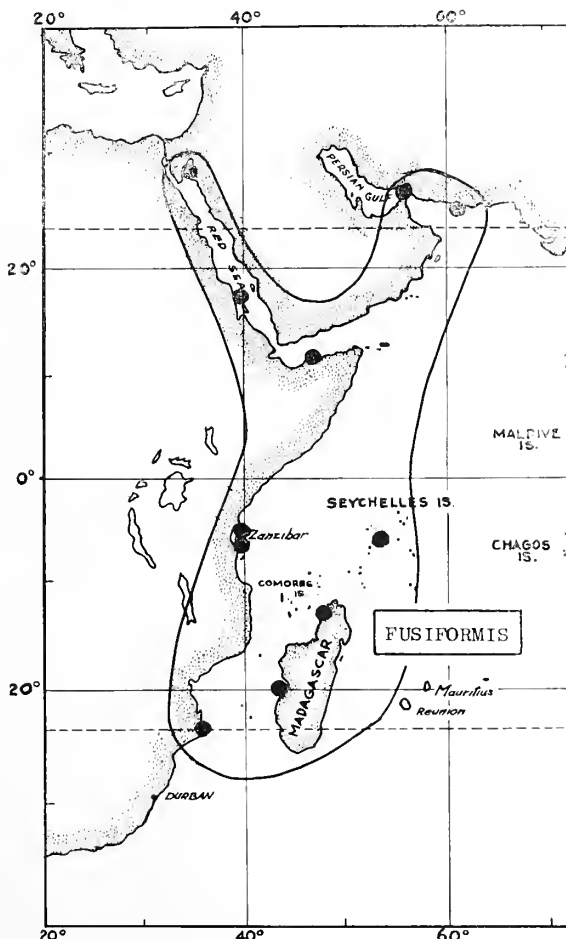 20° 40° 60°
PERSIAN GULF
RED SEA
20°
MALDIVE
IS.
0°
SEYCHELLES IS.
Zanzibar
CHAGOS
IS.
COMORES
IS.
FUSIFORMIS
MADAGASCAR
20°
Mauritius
Reunion
DURBAN
20° 40° 60°